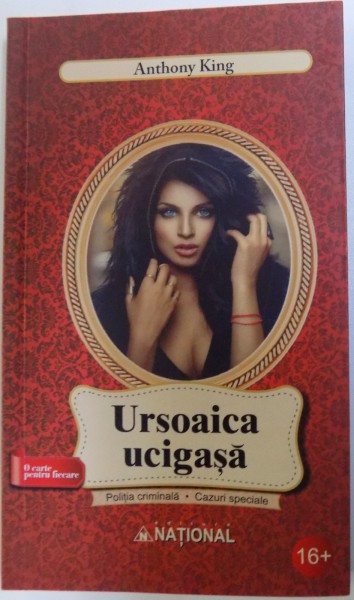 Anthony King
Ursoaica
ucigașă
O carte
pentru fiecare
Poliția criminală • Cazuri speciale
N NAȚIONAL
16+